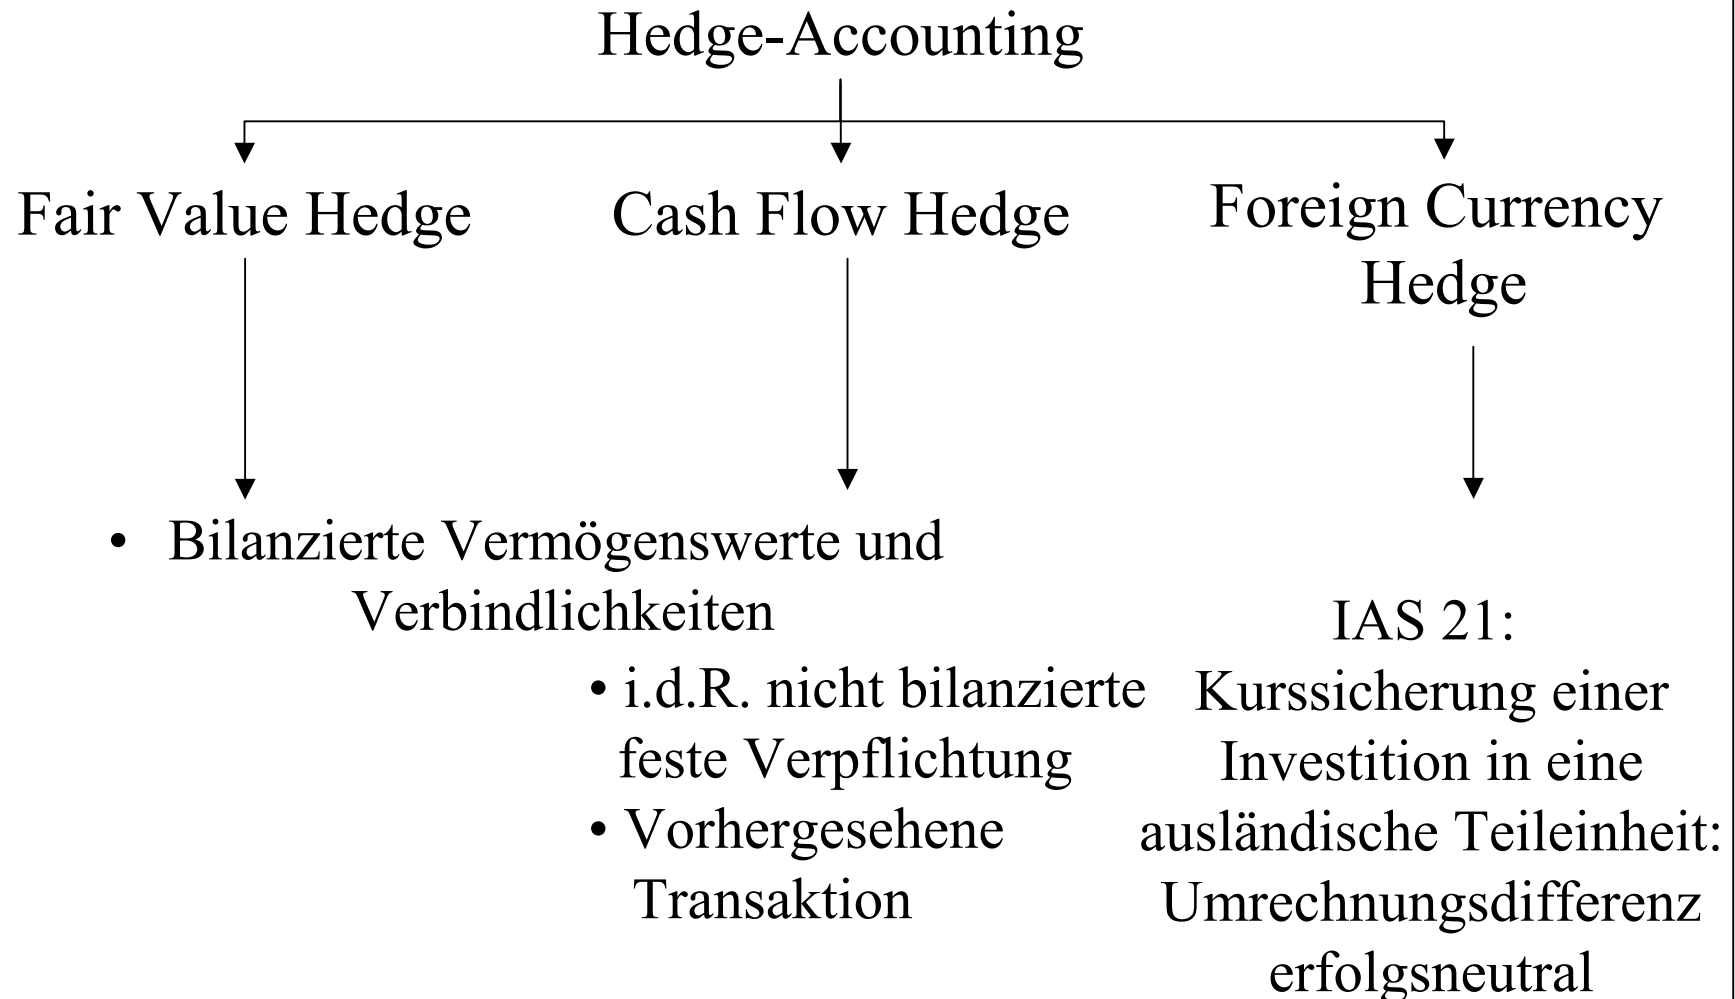 Hedge-Accounting
Fair Value Hedge
Cash Flow Hedge
Foreign Currency
Hedge
• Bilanzierte Vermögenswerte und
Verbindlichkeiten
• i.d.R. nicht bilanzierte
feste Verpflichtung
• Vorhergesehene
Transaktion
IAS 21:
Kurssicherung einer
Investition in eine
ausländische Teileinheit:
Umrechnungsdifferenz
erfolgsneutral